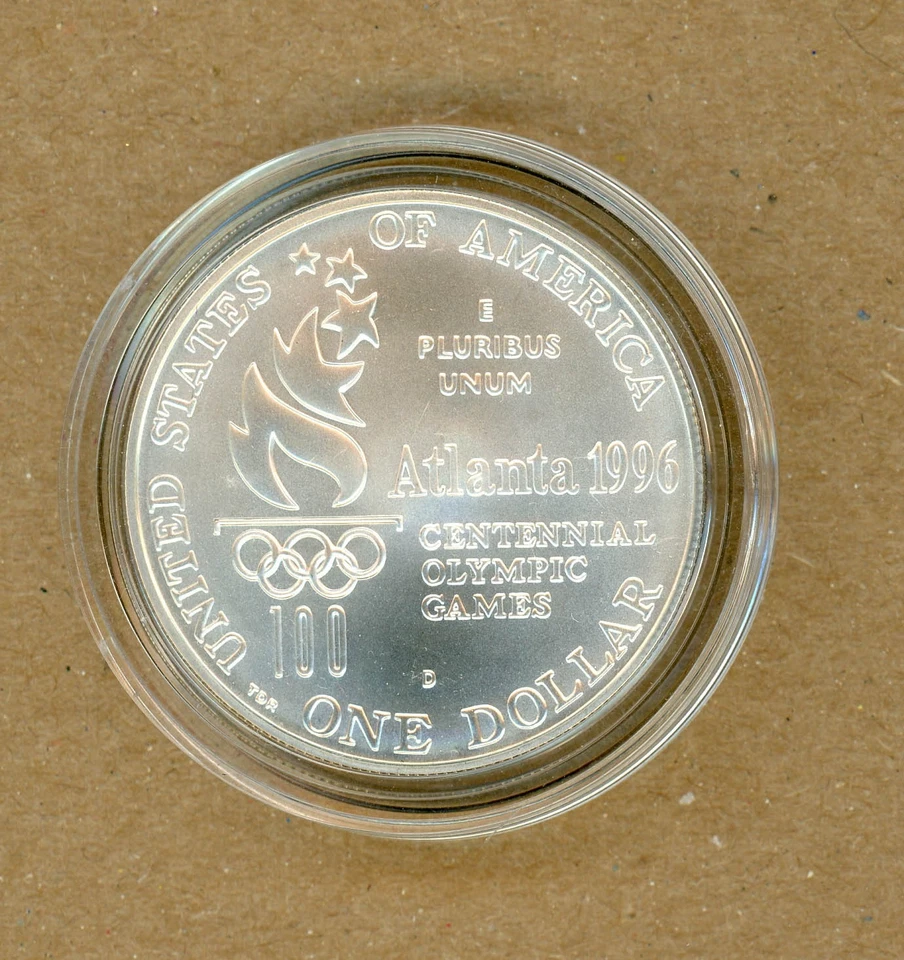 UNITED STATES OF AMERICA
E
PLURIBUS
UNUM
Atlanta 1996
CENTENNIAL
OLYMPIC
GAMES
100
D
TDR
ONE DOLLAR